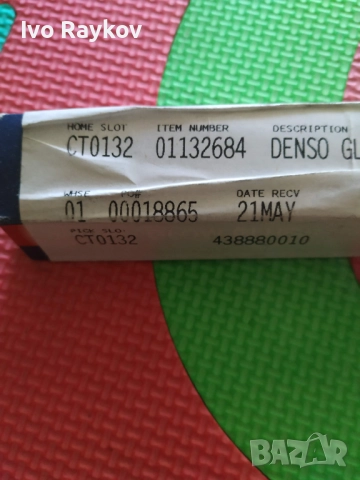 Ivo Raykov
HOME SLOT ITEM NUMBER DESCRIPTION
CT0132 01132684 DENSO GL
WHSE PO# DATE RECV
01 00018865 21MAY
PICK SLOT
CT0132 438880010
BAZAR